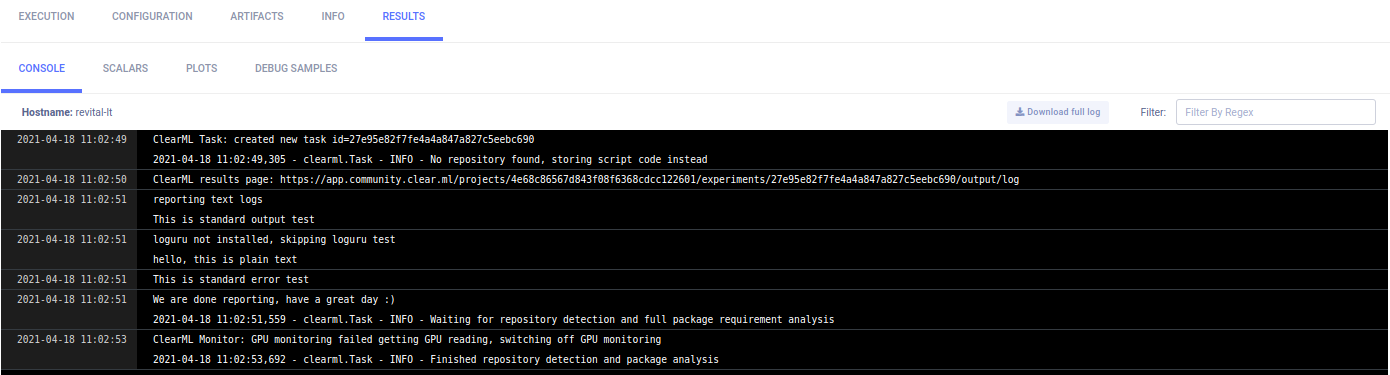 EXECUTION CONFIGURATION ARTIFACTS INFO RESULTS
CONSOLE SCALARS PLOTS DEBUG SAMPLES
Hostname: revital-lt Download full log Filter: Filter By Regex
2021-04-18 11:02:49 ClearML Task: created new task id=27e95e82f7fe4a4a847a827c5eebc690
2021-04-18 11:02:49,305 - clearml.Task - INFO - No repository found, storing script code instead
2021-04-18 11:02:50 ClearML results page: https://app.community.clear.ml/projects/4e68c86567d843f08f6368cdcc122601/experiments/27e95e82f7fe4a4a847a827c5eebc690/output/log
2021-04-18 11:02:51 reporting text logs
This is standard output test
2021-04-18 11:02:51 loguru not installed, skipping loguru test
hello, this is plain text
2021-04-18 11:02:51 This is standard error test
2021-04-18 11:02:51 We are done reporting, have a great day :)
2021-04-18 11:02:51,559 - clearml.Task - INFO - Waiting for repository detection and full package requirement analysis
2021-04-18 11:02:53 ClearML Monitor: GPU monitoring failed getting GPU reading, switching off GPU monitoring
2021-04-18 11:02:53,692 - clearml.Task - INFO - Finished repository detection and package analysis